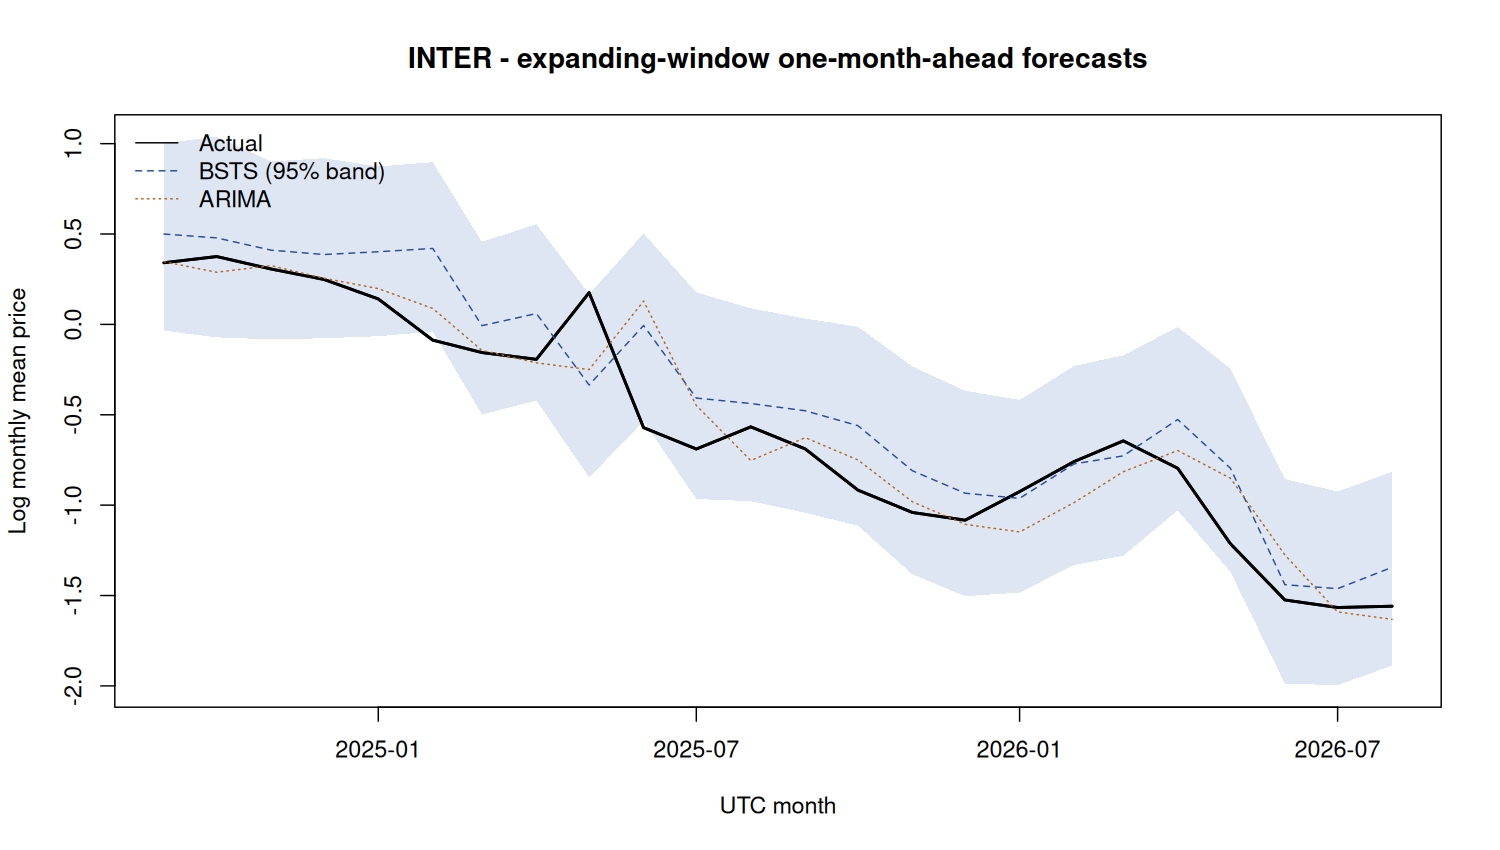 INTER - expanding-window one-month-ahead forecasts
Actual
BSTS (95% band)
ARIMA
Log monthly mean price
1.0
0.5
0.0
-0.5
-1.0
-1.5
-2.0
2025-01
2025-07
2026-01
2026-07
UTC month